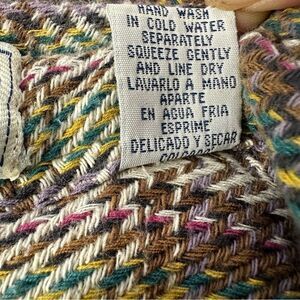 HAND WASH
IN COLD WATER
SEPARATELY
SQUEEZE GENTLY
AND LINE DRY
LAVARLO A MANO
APARTE
EN AGUA FRIA
ESPRIME
DELICADO Y SECAR